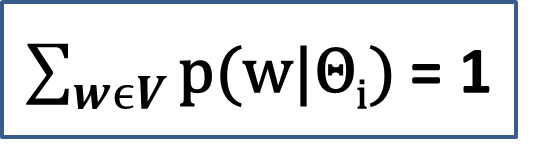 ∑w∈V p(w|Θi) = 1